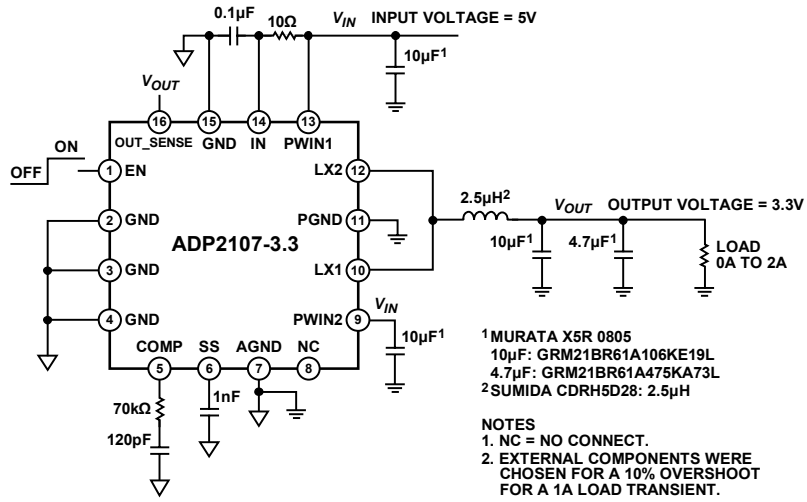 0.1µF
10Ω
VIN INPUT VOLTAGE = 5V
10µF1
VOUT
16 15 14 13
OUT_SENSE GND IN PWIN1
ON
OFF
1 EN
2 GND
3 GND
4 GND
ADP2107-3.3
LX2 12
PGND 11
LX1 10
PWIN2 9
VIN
10µF1
2.5µH2
VOUT OUTPUT VOLTAGE = 3.3V
10µF1
4.7µF1
LOAD
0A TO 2A
COMP SS AGND NC
5 6 7 8
70kΩ
120pF
1nF
1 MURATA X5R 0805
10µF: GRM21BR61A106KE19L
4.7µF: GRM21BR61A475KA73L
2 SUMIDA CDRH5D28: 2.5µH
NOTES
1. NC = NO CONNECT.
2. EXTERNAL COMPONENTS WERE
CHOSEN FOR A 10% OVERSHOOT
FOR A 1A LOAD TRANSIENT.